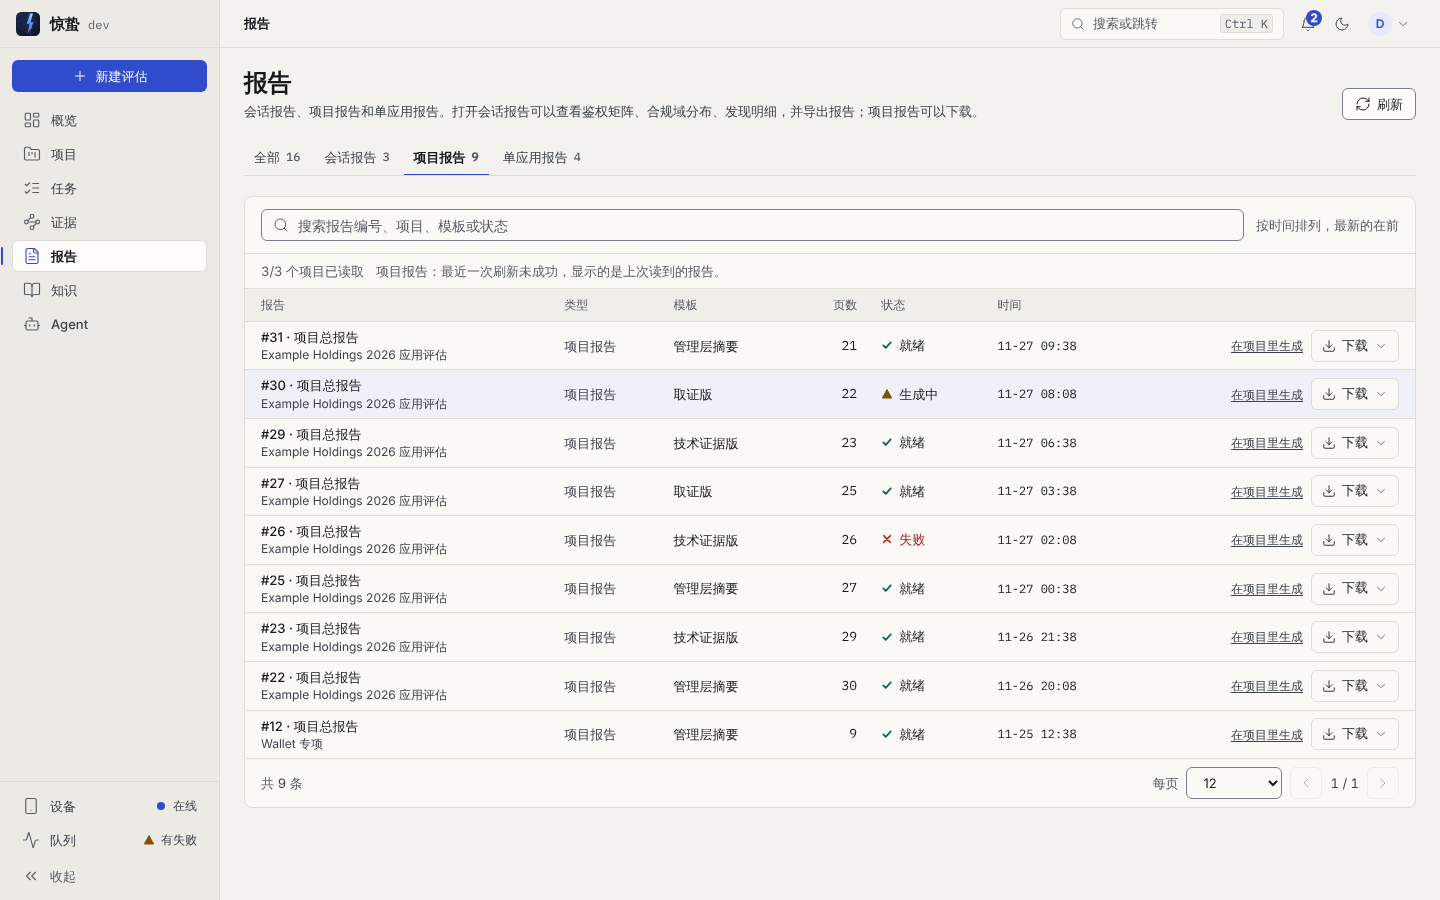 惊蛰 dev
报告
搜索或跳转 Ctrl K
2
D
新建评估
概览
项目
任务
证据
报告
知识
Agent
设备 在线
队列 有失败
收起
报告
会话报告、项目报告和单应用报告。打开会话报告可以查看鉴权矩阵、合规域分布、发现明细，并导出报告；项目报告可以下载。
刷新
全部 16 会话报告 3 项目报告 9 单应用报告 4
搜索报告编号、项目、模板或状态
按时间排列，最新的在前
3/3 个项目已读取 项目报告：最近一次刷新未成功，显示的是上次读到的报告。
报告 类型 模板 页数 状态 时间
#31 · 项目总报告
Example Holdings 2026 应用评估
项目报告 管理层摘要 21 就绪 11-27 09:38 在项目里生成 下载
#30 · 项目总报告
Example Holdings 2026 应用评估
项目报告 取证版 22 生成中 11-27 08:08 在项目里生成 下载
#29 · 项目总报告
Example Holdings 2026 应用评估
项目报告 技术证据版 23 就绪 11-27 06:38 在项目里生成 下载
#27 · 项目总报告
Example Holdings 2026 应用评估
项目报告 取证版 25 就绪 11-27 03:38 在项目里生成 下载
#26 · 项目总报告
Example Holdings 2026 应用评估
项目报告 技术证据版 26 失败 11-27 02:08 在项目里生成 下载
#25 · 项目总报告
Example Holdings 2026 应用评估
项目报告 管理层摘要 27 就绪 11-27 00:38 在项目里生成 下载
#23 · 项目总报告
Example Holdings 2026 应用评估
项目报告 技术证据版 29 就绪 11-26 21:38 在项目里生成 下载
#22 · 项目总报告
Example Holdings 2026 应用评估
项目报告 管理层摘要 30 就绪 11-26 20:08 在项目里生成 下载
#12 · 项目总报告
Wallet 专项
项目报告 管理层摘要 9 就绪 11-25 12:38 在项目里生成 下载
共 9 条
每页 12 1 / 1